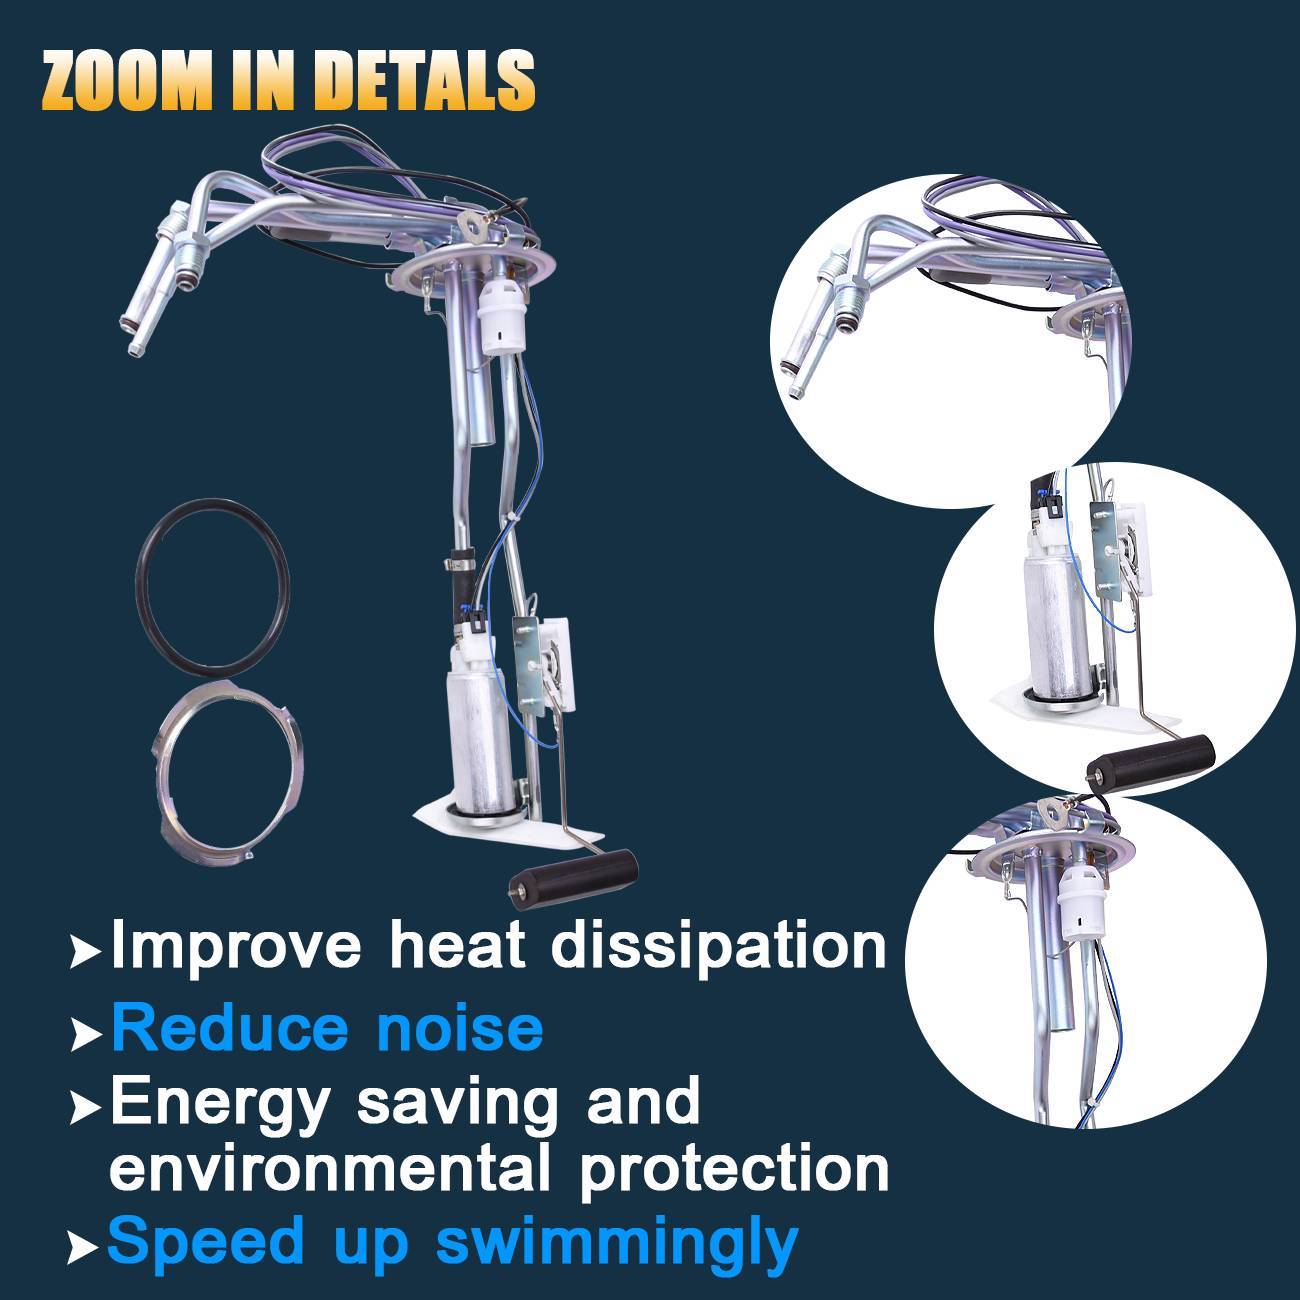 ZOOM IN DETALS
Improve heat dissipation
Reduce noise
Energy saving and
environmental protection
Speed up swimmingly